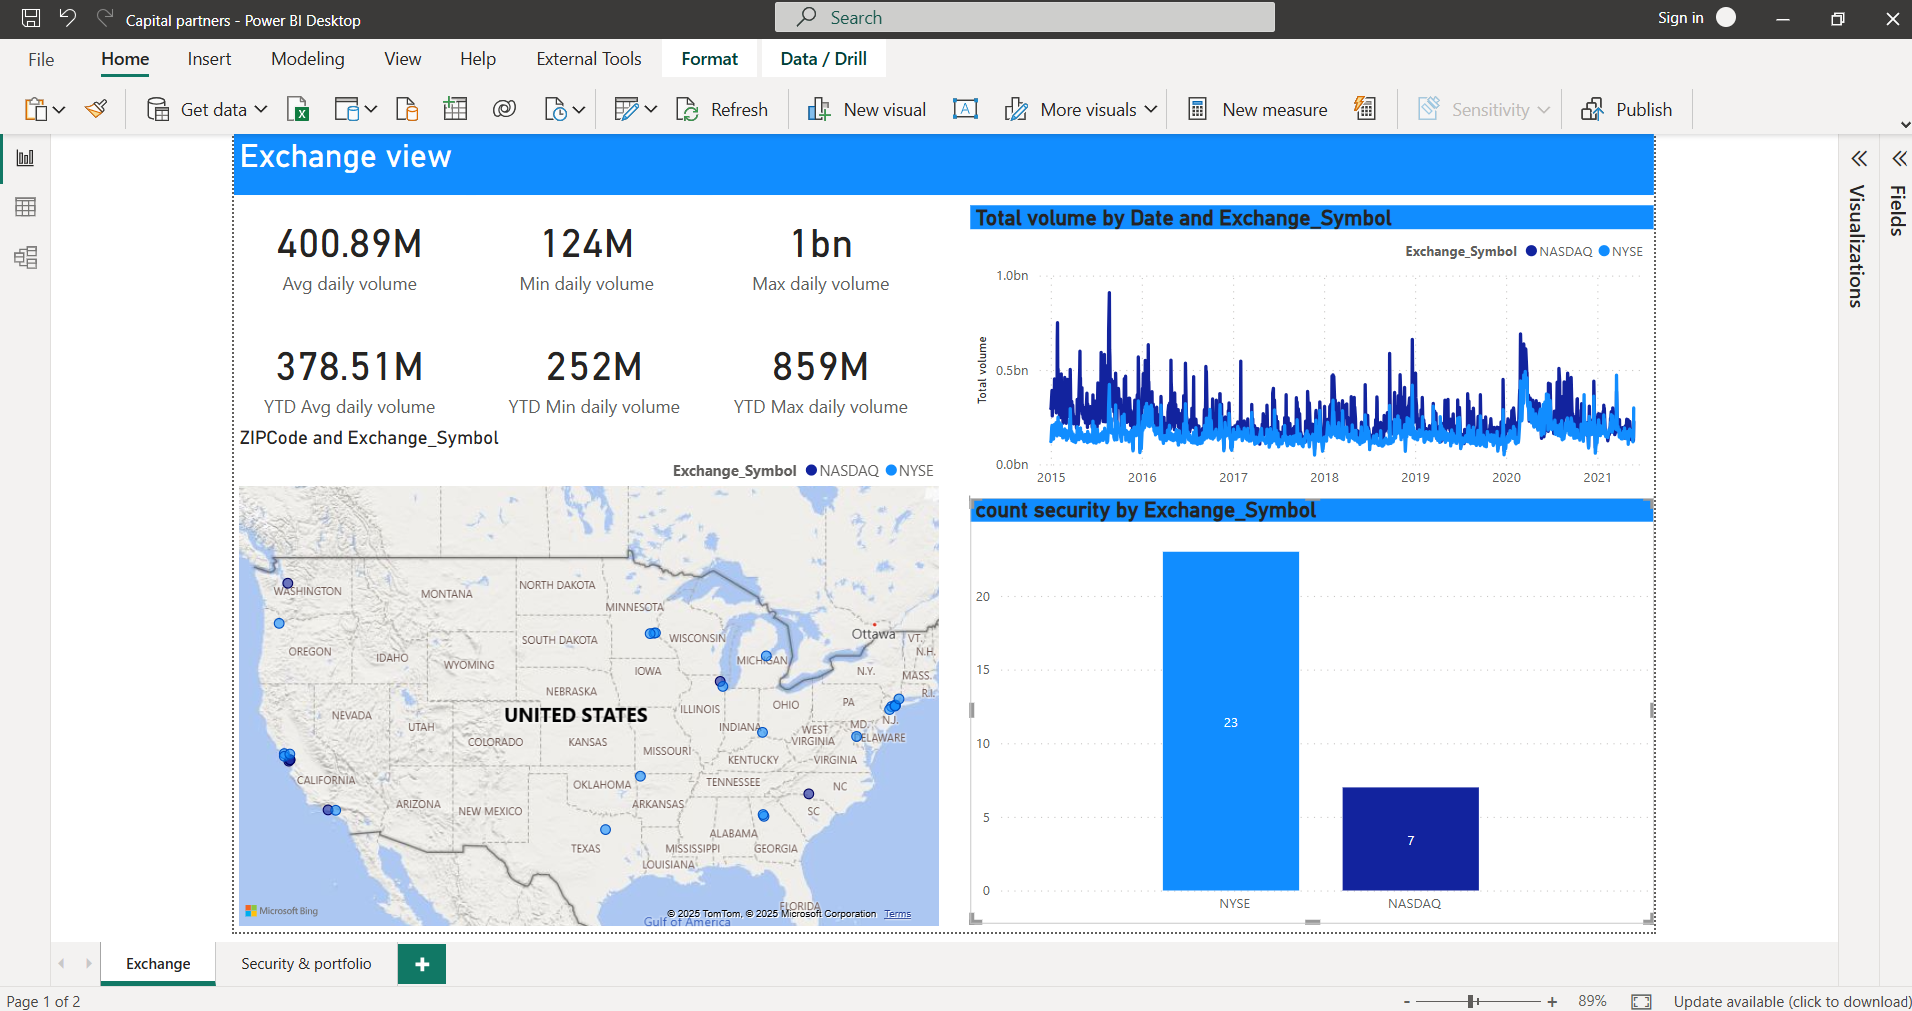 Capital partners - Power BI Desktop
Search
Sign in
File
Home
Insert
Modeling
View
Help
External Tools
Format
Data / Drill
Get data
Refresh
New visual
More visuals
New measure
Sensitivity
Publish
Exchange view
400.89M
Avg daily volume
124M
Min daily volume
1bn
Max daily volume
378.51M
YTD Avg daily volume
252M
YTD Min daily volume
859M
YTD Max daily volume
ZIPCode and Exchange_Symbol
Exchange_Symbol NASDAQ NYSE
WASHINGTON
MONTANA
NORTH DAKOTA
MINNESOTA
Ottawa
VT.
N.H.
OREGON
IDAHO
WYOMING
SOUTH DAKOTA
WISCONSIN
MICHIGAN
N.Y.
MASS.
R.I.
IOWA
NEBRASKA
NEVADA
UTAH
UNITED STATES
ILLINOIS
INDIANA
OHIO
PA
N.J.
MD.
DELAWARE
COLORADO
KANSAS
MISSOURI
WEST
VIRGINIA
KENTUCKY
VIRGINIA
CALIFORNIA
ARIZONA
NEW MEXICO
OKLAHOMA
ARKANSAS
TENNESSEE
NC
SC
TEXAS
ALABAMA
MISSISSIPPI
GEORGIA
LOUISIANA
FLORIDA
Gulf of America
Microsoft Bing
© 2025 TomTom, © 2025 Microsoft Corporation Terms
Total volume by Date and Exchange_Symbol
Exchange_Symbol NASDAQ NYSE
Total volume
1.0bn
0.5bn
0.0bn
2015 2016 2017 2018 2019 2020 2021
count security by Exchange_Symbol
20
15
10
5
0
23
7
NYSE
NASDAQ
Visualizations
Fields
Exchange
Security & portfolio
Page 1 of 2
- + 89%
Update available (click to download)